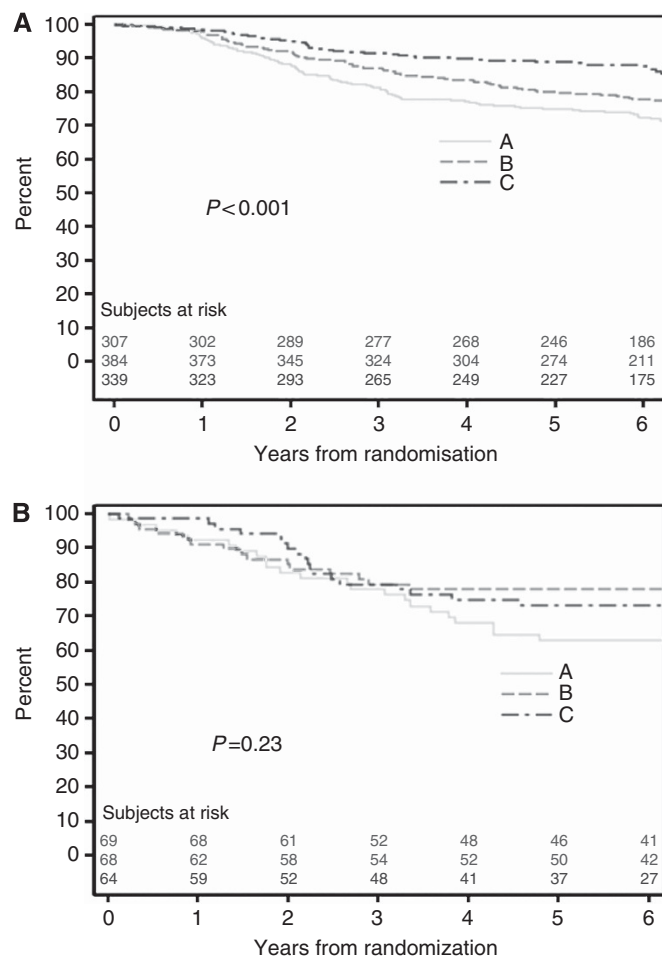 A
100
90
80
70
60
50
40
30
20
10
0
Percent
A
B
C
P<0.001
Subjects at risk
307 302 289 277 268 246 186
384 373 345 324 304 274 211
339 323 293 265 249 227 175
0 1 2 3 4 5 6
Years from randomisation
B
100
90
80
70
60
50
40
30
20
10
0
Percent
A
B
C
P=0.23
Subjects at risk
69 68 61 52 48 46 41
68 62 58 54 52 50 42
64 59 52 48 41 37 27
0 1 2 3 4 5 6
Years from randomization